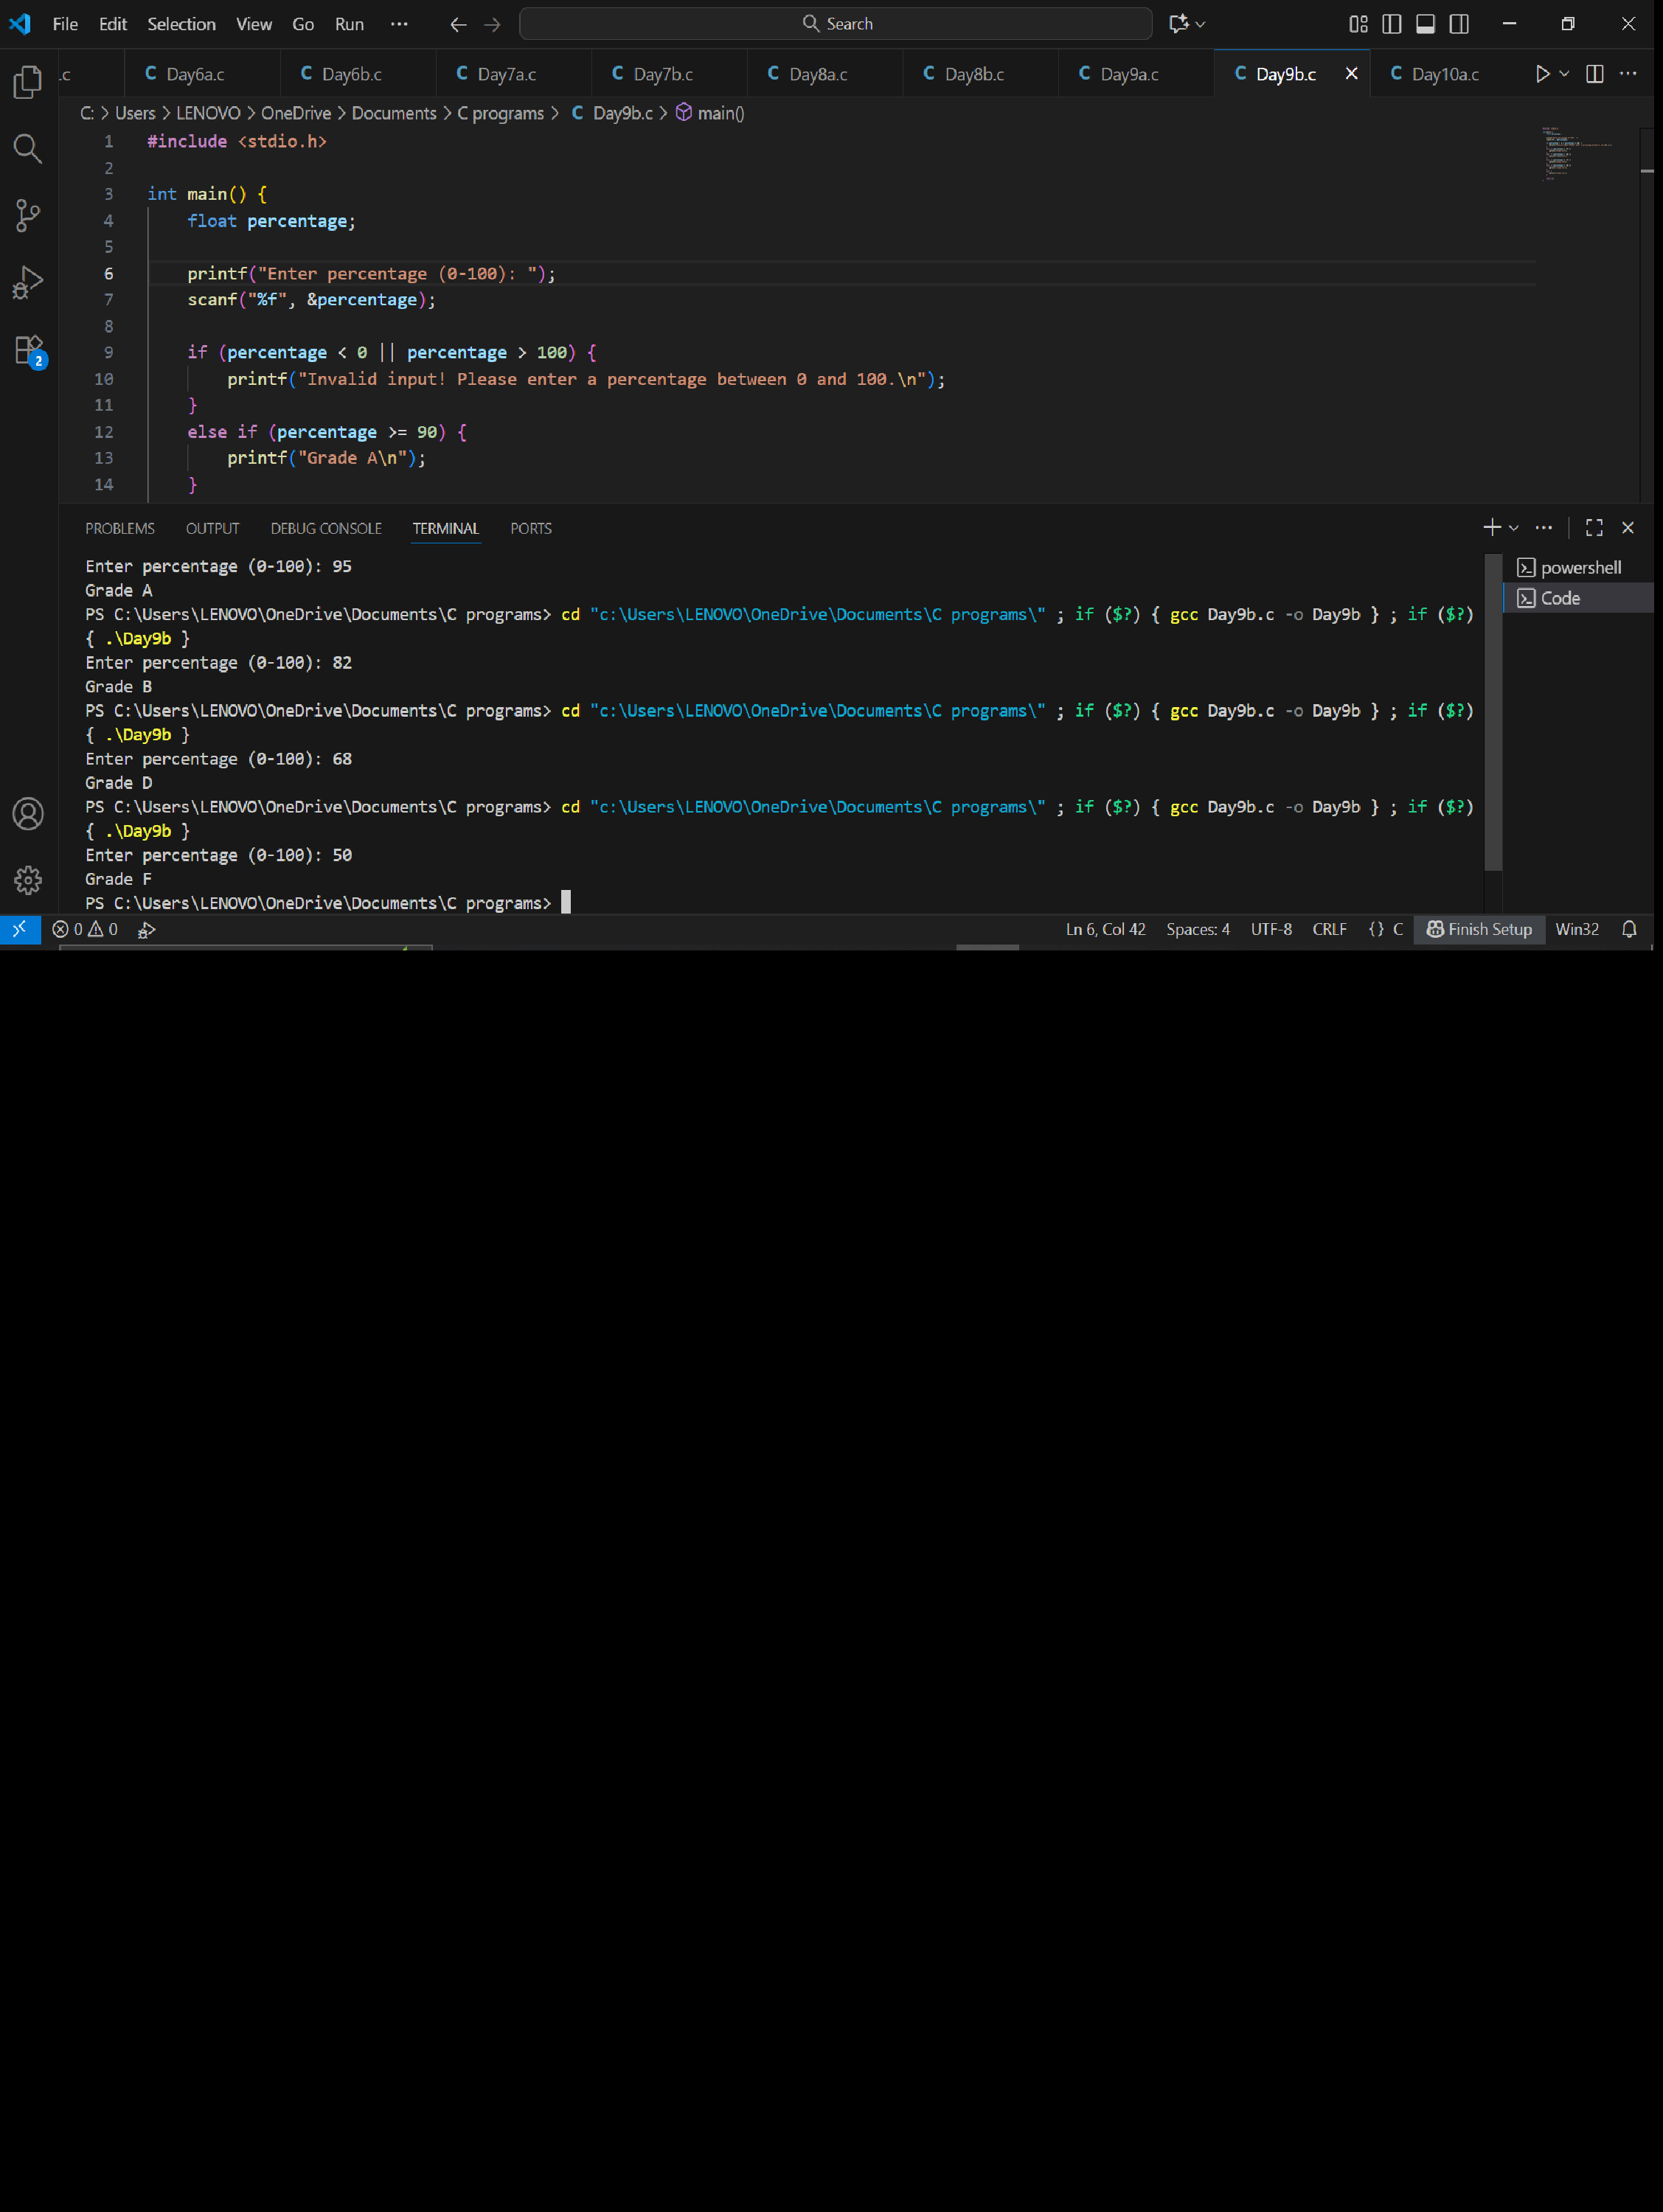 File Edit Selection View Go Run ··· Search
.c Day6a.c Day6b.c Day7a.c Day7b.c Day8a.c Day8b.c Day9a.c Day9b.c Day10a.c
C: > Users > LENOVO > OneDrive > Documents > C programs > C Day9b.c > main()
1 #include <stdio.h>
2
3 int main() {
4 float percentage;
5
6 printf("Enter percentage (0-100): ");
7 scanf("%f", &percentage);
8
9 if (percentage < 0 || percentage > 100) {
10 printf("Invalid input! Please enter a percentage between 0 and 100.\n");
11 }
12 else if (percentage >= 90) {
13 printf("Grade A\n");
14 }
2
PROBLEMS OUTPUT DEBUG CONSOLE TERMINAL PORTS
Enter percentage (0-100): 95
Grade A
PS C:\Users\LENOVO\OneDrive\Documents\C programs> cd "c:\Users\LENOVO\OneDrive\Documents\C programs\" ; if ($?) { gcc Day9b.c -o Day9b } ; if ($?)
{ .\Day9b }
Enter percentage (0-100): 82
Grade B
PS C:\Users\LENOVO\OneDrive\Documents\C programs> cd "c:\Users\LENOVO\OneDrive\Documents\C programs\" ; if ($?) { gcc Day9b.c -o Day9b } ; if ($?)
{ .\Day9b }
Enter percentage (0-100): 68
Grade D
PS C:\Users\LENOVO\OneDrive\Documents\C programs> cd "c:\Users\LENOVO\OneDrive\Documents\C programs\" ; if ($?) { gcc Day9b.c -o Day9b } ; if ($?)
{ .\Day9b }
Enter percentage (0-100): 50
Grade F
PS C:\Users\LENOVO\OneDrive\Documents\C programs>
powershell
Code
0 0 Ln 6, Col 42 Spaces: 4 UTF-8 CRLF {} C Finish Setup Win32